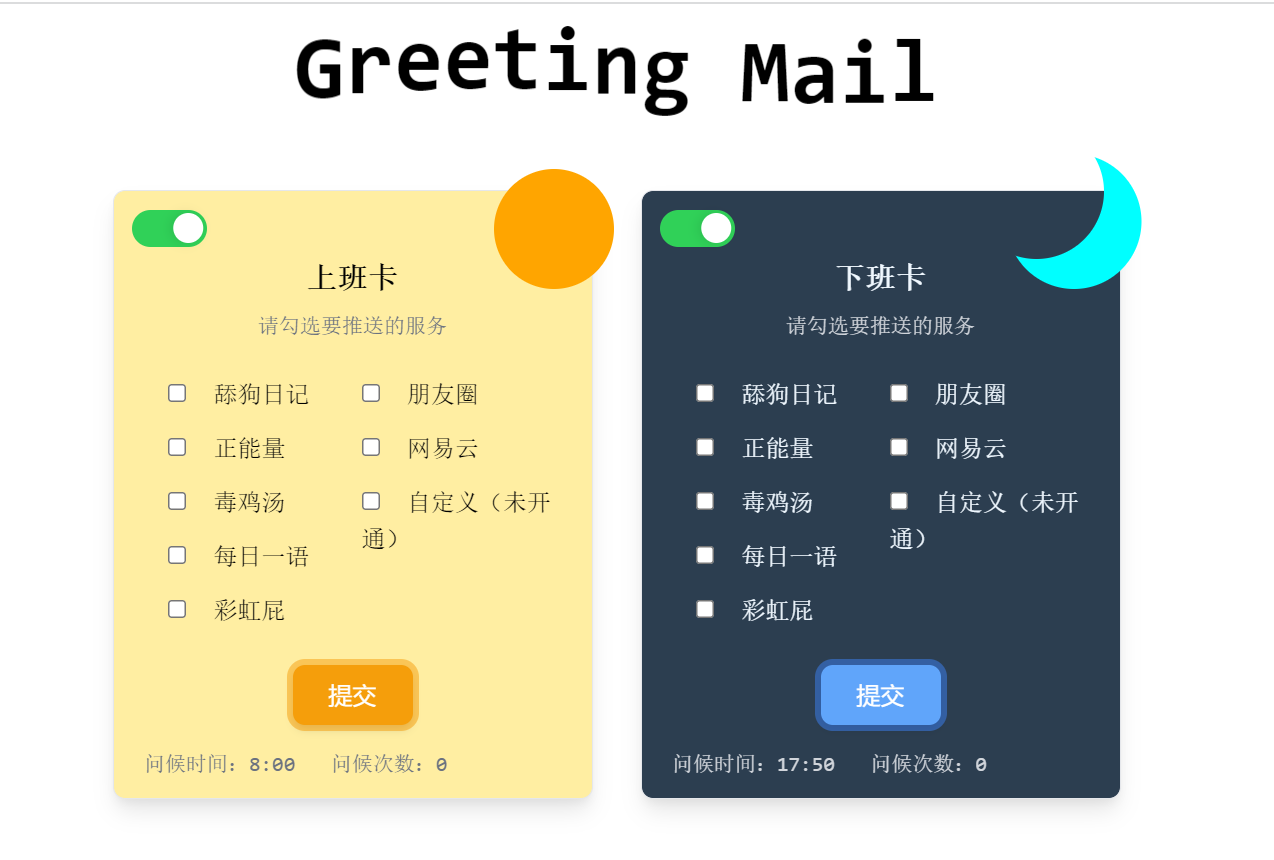 Greeting Mail
上班卡
请勾选要推送的服务
舔狗日记
朋友圈
正能量
网易云
毒鸡汤
自定义（未开
通）
每日一语
彩虹屁
提交
问候时间：8:00 问候次数：0
下班卡
请勾选要推送的服务
舔狗日记
朋友圈
正能量
网易云
毒鸡汤
自定义（未开
通）
每日一语
彩虹屁
提交
问候时间：17:50 问候次数：0